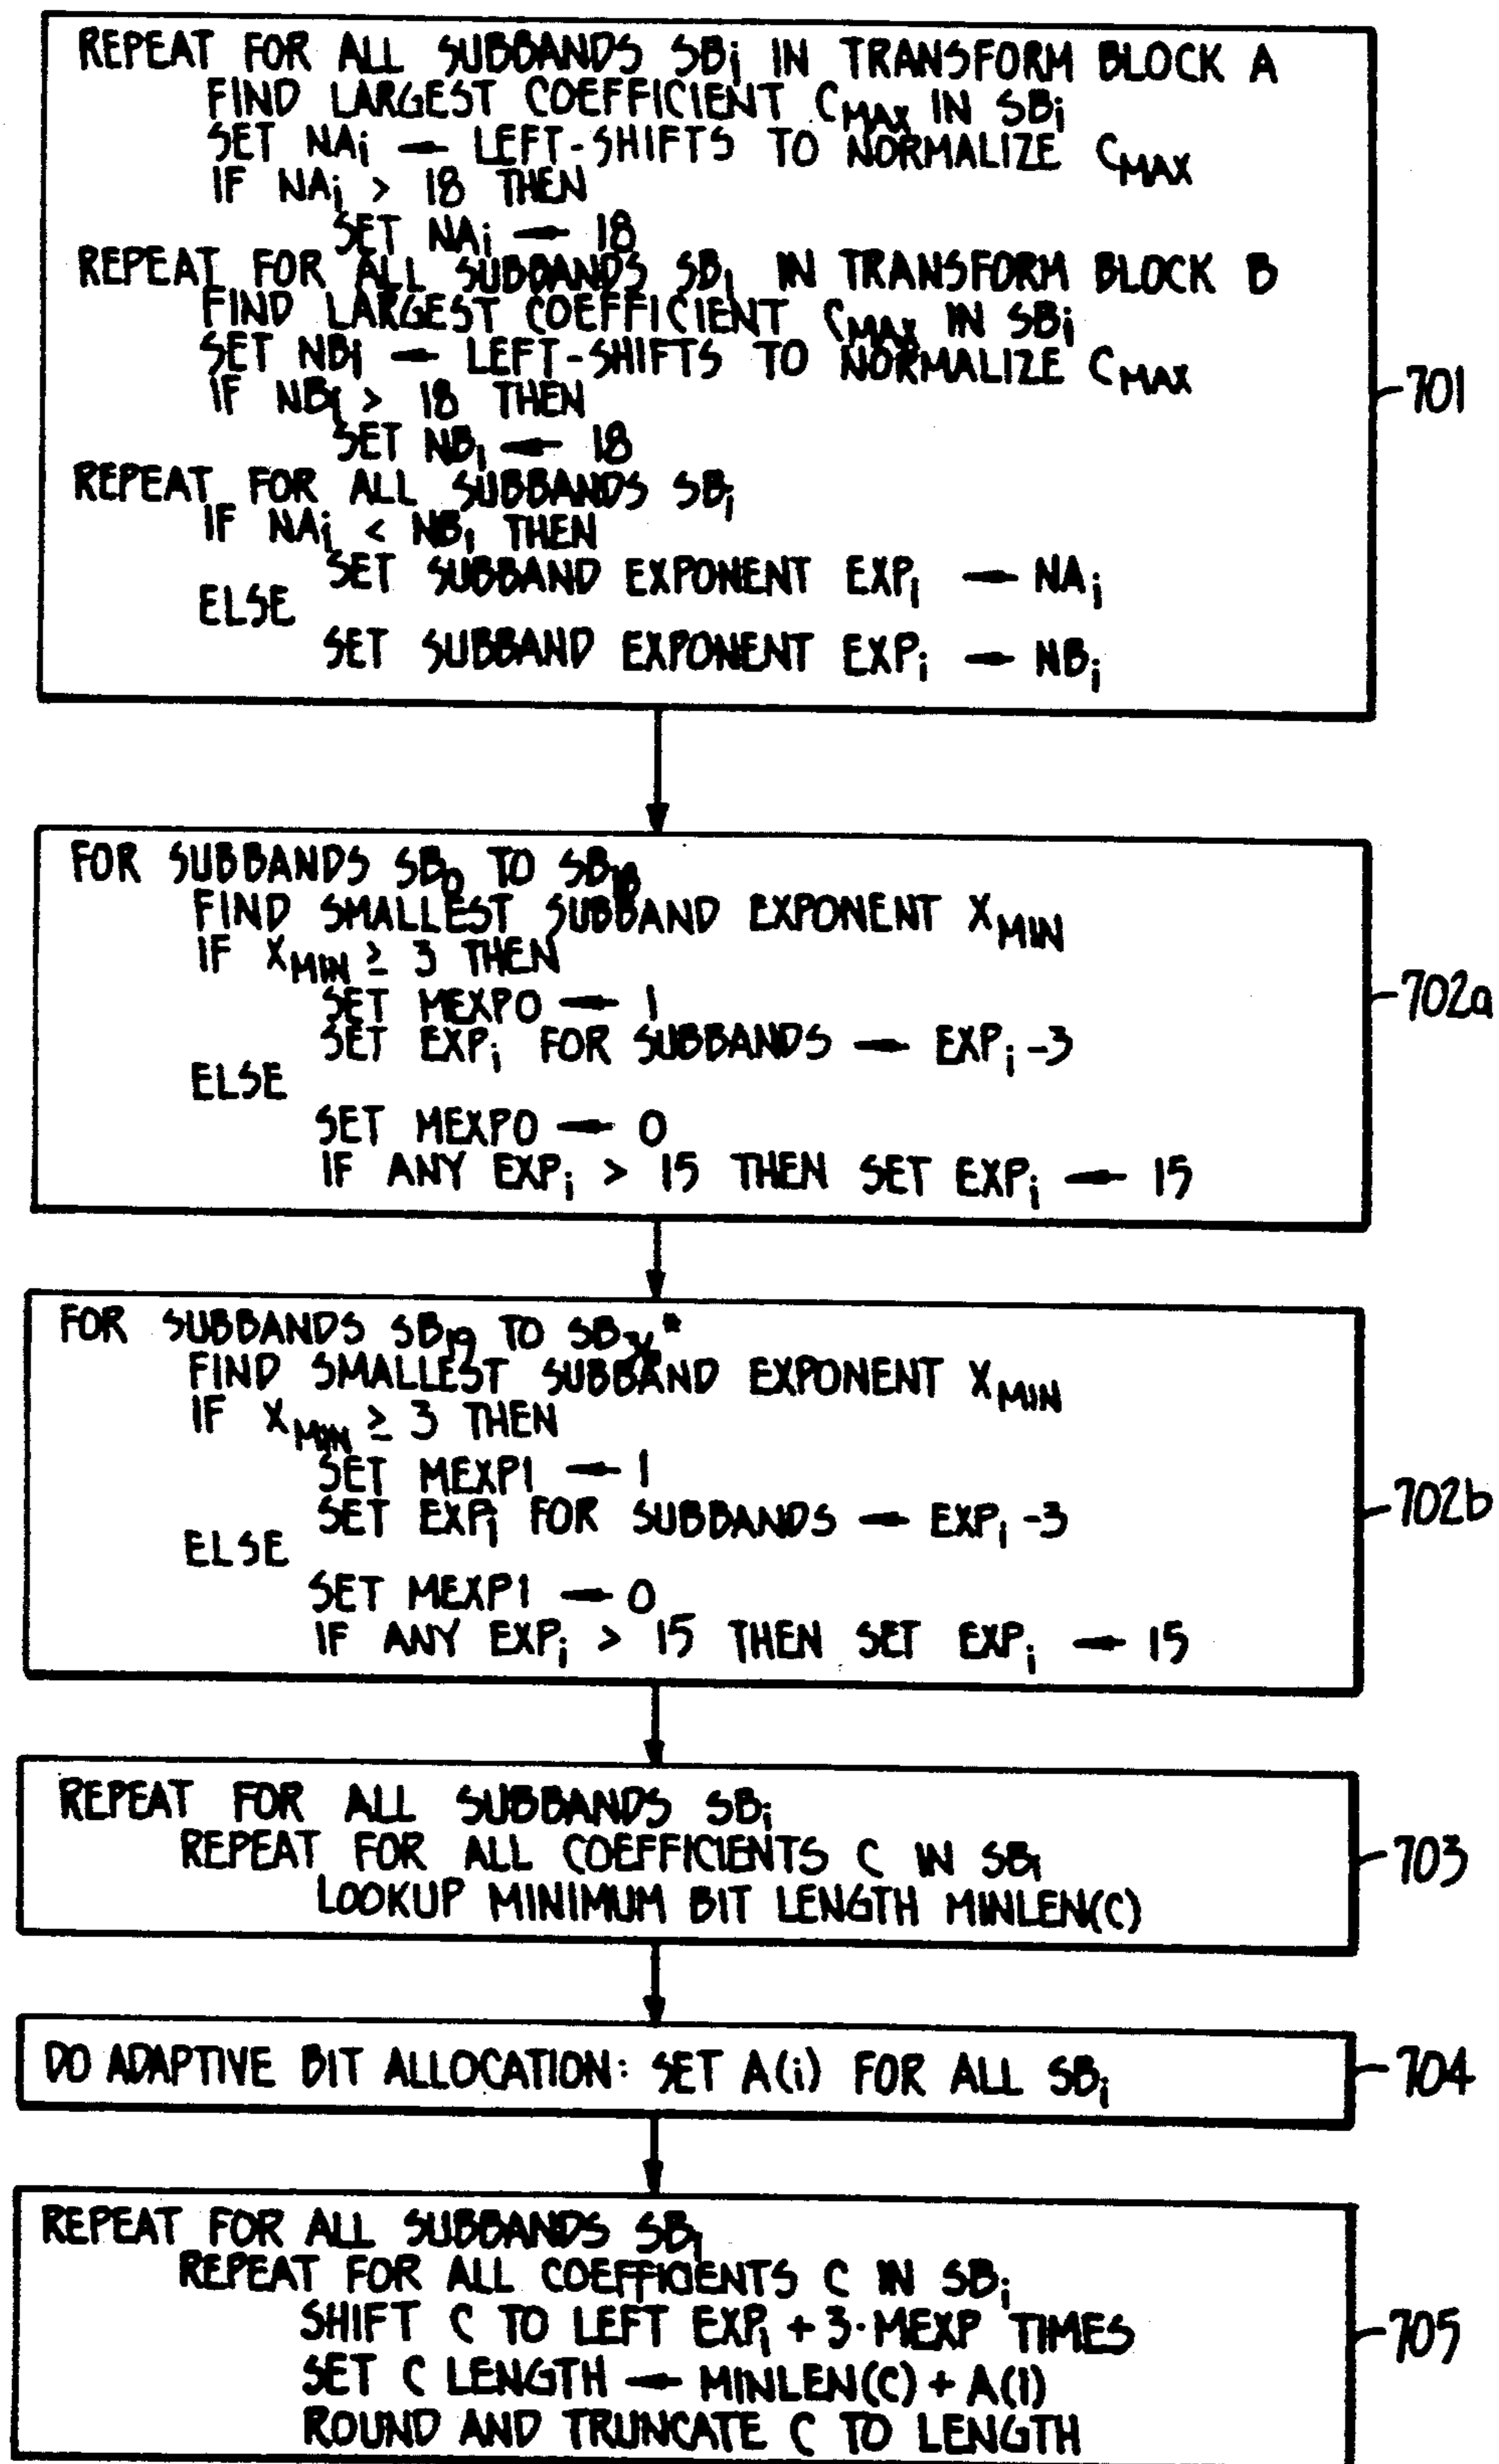 REPEAT FOR ALL SUBBANDS SBi IN TRANSFORM BLOCK A
FIND LARGEST COEFFICIENT CMAX IN SBi
SET NAi ← LEFT-SHIFTS TO NORMALIZE CMAX
IF NAi > 18 THEN
SET NAi ← 18
REPEAT FOR ALL SUBBANDS SBi IN TRANSFORM BLOCK B
FIND LARGEST COEFFICIENT CMAX IN SBi
SET NBi ← LEFT-SHIFTS TO NORMALIZE CMAX
IF NBi > 18 THEN
SET NBi ← 18
REPEAT FOR ALL SUBBANDS SBi
IF NAi < NBi THEN
SET SUBBAND EXPONENT EXPi ← NAi
ELSE
SET SUBBAND EXPONENT EXPi ← NBi
701
FOR SUBBANDS SB0 TO SB18
FIND SMALLEST SUBBAND EXPONENT XMIN
IF XMIN ≥ 3 THEN
SET MEXP0 ← 1
SET EXPi FOR SUBBANDS ← EXPi -3
ELSE
SET MEXP0 ← 0
IF ANY EXPi > 15 THEN SET EXPi ← 15
702a
FOR SUBBANDS SB19 TO *
FIND SMALLEST SUBBAND EXPONENT XMIN
IF XMIN ≥ 3 THEN
SET MEXP1 ← 1
SET EXPi FOR SUBBANDS ← EXPi -3
ELSE
SET MEXP1 ← 0
IF ANY EXPi > 15 THEN SET EXPi ← 15
702b
REPEAT FOR ALL SUBBANDS SBi
REPEAT FOR ALL COEFFICIENTS C IN SBi
LOOKUP MINIMUM BIT LENGTH MINLEN(C)
703
DO ADAPTIVE BIT ALLOCATION: SET A(i) FOR ALL SBi
704
REPEAT FOR ALL SUBBANDS SBi
REPEAT FOR ALL COEFFICIENTS C IN SBi
SHIFT C TO LEFT EXPi + 3·MEXP TIMES
SET C LENGTH ← MINLEN(C) + A(I)
ROUND AND TRUNCATE C TO LENGTH
705